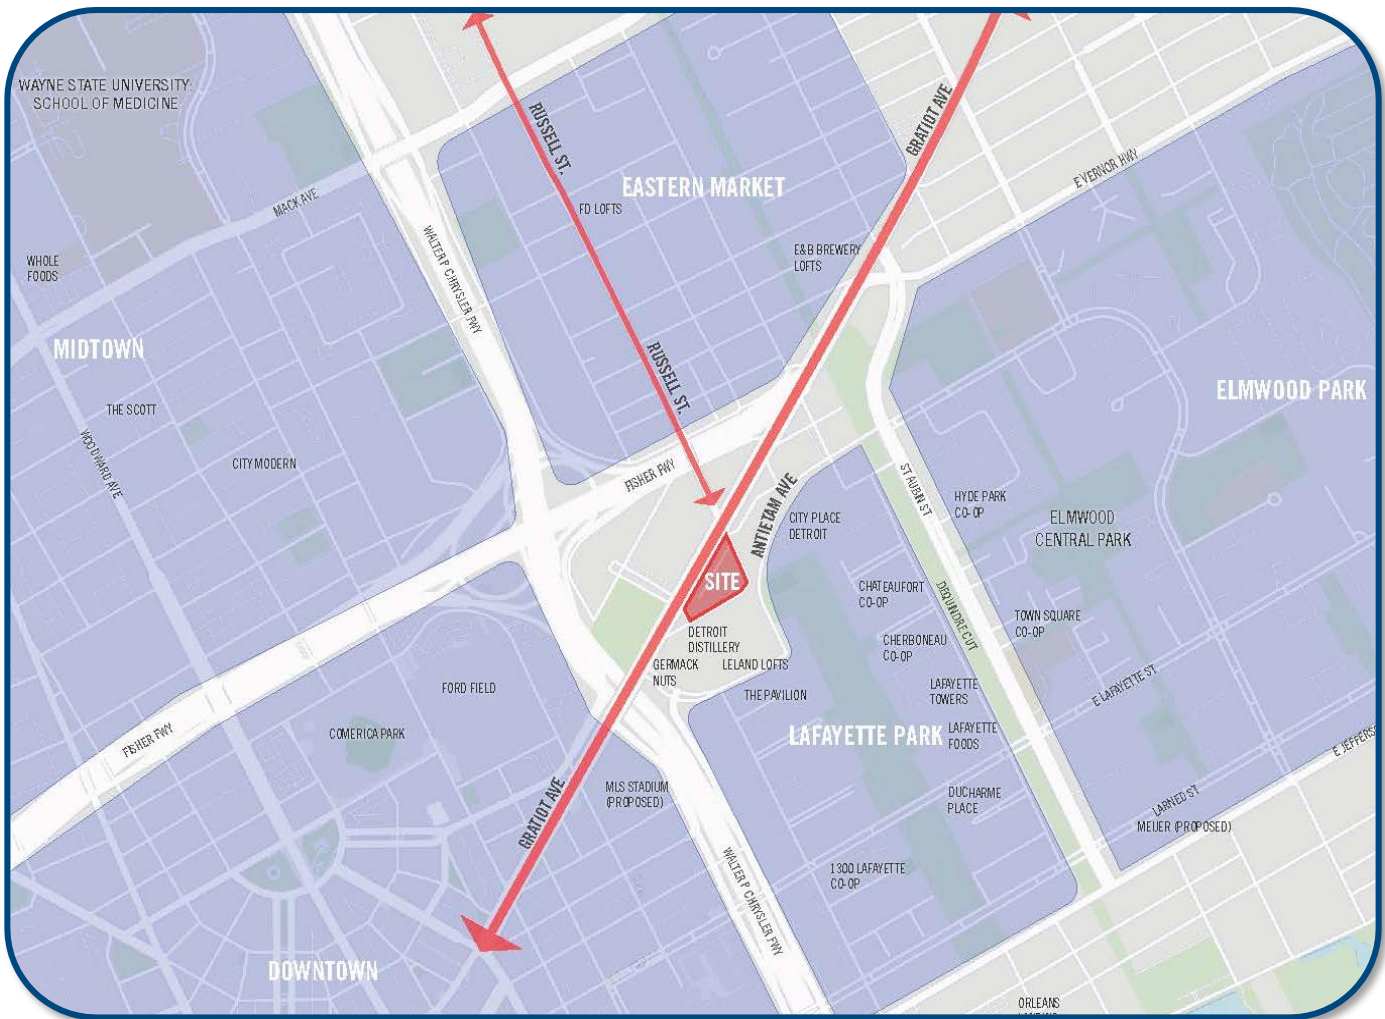 WAYNE STATE UNIVERSITY:
SCHOOL OF MEDICINE
RUSSELL ST.
GRATIOT AVE
EASTERN MARKET
FD LOFTS
E VERNOR HWY
MACK AVE
WALTER P CHRYSLER FWY
E&B BREWERY
LOFTS
WHOLE
FOODS
MIDTOWN
RUSSELL ST.
ELMWOOD PARK
THE SCOTT
WOODWARD AVE
CITY MODERN
FISHER FWY
ANTIETAM AVE
ST AUBIN ST
HYDE PARK
CO-OP
CITY PLACE
DETROIT
ELMWOOD
CENTRAL PARK
SITE
CHATEAUFORT
CO-OP
DEQUINDRE CUT
TOWN SQUARE
CO-OP
DETROIT
DISTILLERY
CHERBONEAU
CO-OP
GERMACK
NUTS
LELAND LOFTS
FORD FIELD
THE PAVILION
LAFAYETTE
TOWERS
E LAFAYETTE ST
FISHER FWY
COMERICA PARK
LAFAYETTE PARK
LAFAYETTE
FOODS
E JEFFERS
MLS STADIUM
(PROPOSED)
GRATIOT AVE
DUCHARME
PLACE
LARNED ST
MEIJER (PROPOSED)
1300 LAFAYETTE
CO-OP
WALTER P CHRYSLER FWY
DOWNTOWN
ORLEANS